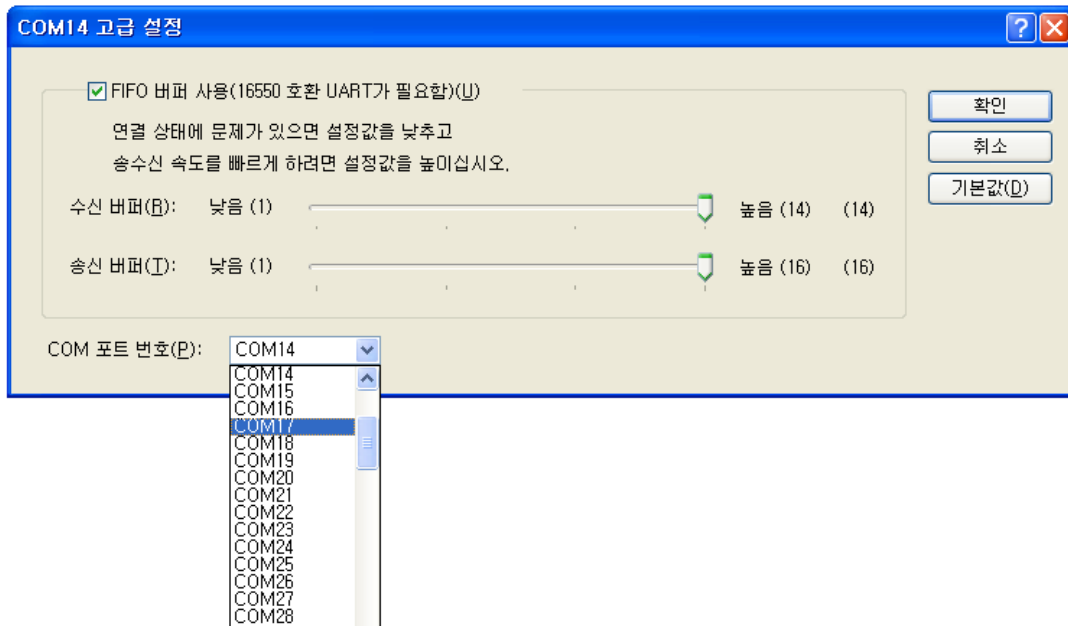 COM14 고급 설정
FIFO 버퍼 사용(16550 호환 UART가 필요함)(U)
연결 상태에 문제가 있으면 설정값을 낮추고
송수신 속도를 빠르게 하려면 설정값을 높이십시오.
수신 버퍼(R): 낮음 (1) 높음 (14) (14)
송신 버퍼(T): 낮음 (1) 높음 (16) (16)
확인
취소
기본값(D)
COM 포트 번호(P): COM14
COM14
COM15
COM16
COM17
COM18
COM19
COM20
COM21
COM22
COM23
COM24
COM25
COM26
COM27
COM28